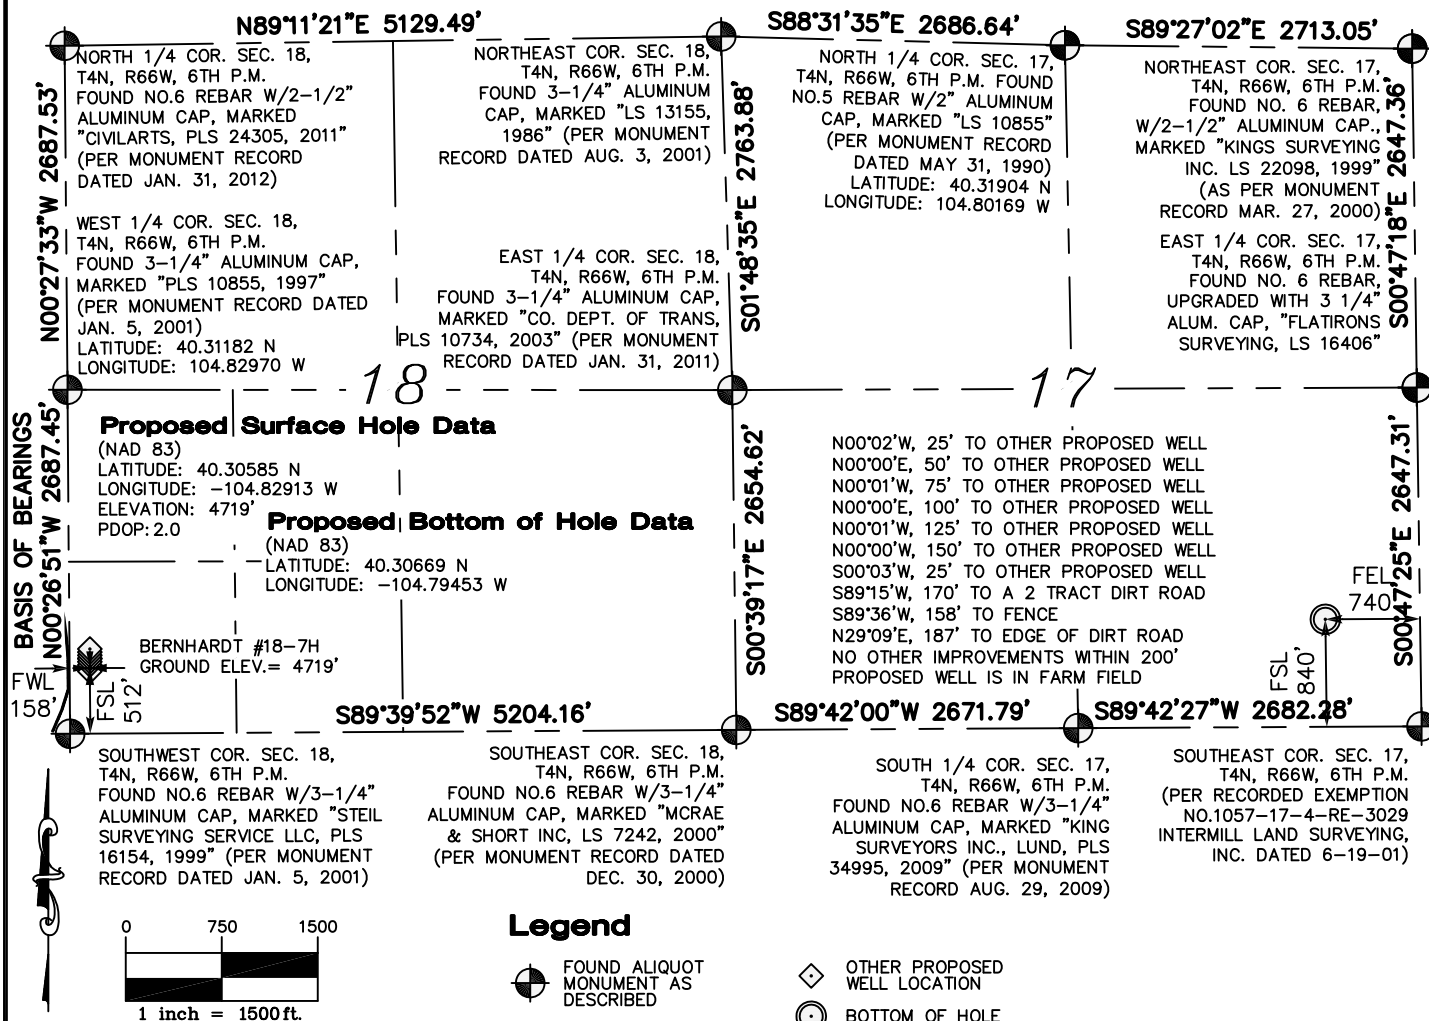 N89°11'21"E 5129.49'
S88°31'35"E 2686.64'
S89°27'02"E 2713.05'
NORTH 1/4 COR. SEC. 18,
T4N, R66W, 6TH P.M.
FOUND NO.6 REBAR W/2-1/2"
ALUMINUM CAP, MARKED
"CIVILARTS, PLS 24305, 2011"
(PER MONUMENT RECORD
DATED JAN. 31, 2012)
NORTHEAST COR. SEC. 18,
T4N, R66W, 6TH P.M.
FOUND 3-1/4" ALUMINUM
CAP, MARKED "LS 13155,
1986" (PER MONUMENT
RECORD DATED AUG. 3, 2001)
NORTH 1/4 COR. SEC. 17,
T4N, R66W, 6TH P.M. FOUND
NO.5 REBAR W/2" ALUMINUM
CAP, MARKED "LS 10855"
(PER MONUMENT RECORD
DATED MAY 31, 1990)
LATITUDE: 40.31904 N
LONGITUDE: 104.80169 W
NORTHEAST COR. SEC. 17,
T4N, R66W, 6TH P.M.
FOUND NO. 6 REBAR,
W/2-1/2" ALUMINUM CAP.,
MARKED "KINGS SURVEYING
INC. LS 22098, 1999"
(AS PER MONUMENT
RECORD MAR. 27, 2000)
N00°27'33"W 2687.53'
S01°48'35"E 2763.88'
S00°47'18"E 2647.36'
WEST 1/4 COR. SEC. 18,
T4N, R66W, 6TH P.M.
FOUND 3-1/4" ALUMINUM CAP,
MARKED "PLS 10855, 1997"
(PER MONUMENT RECORD DATED
JAN. 5, 2001)
LATITUDE: 40.31182 N
LONGITUDE: 104.82970 W
EAST 1/4 COR. SEC. 18,
T4N, R66W, 6TH P.M.
FOUND 3-1/4" ALUMINUM CAP,
MARKED "CO. DEPT. OF TRANS,
PLS 10734, 2003" (PER MONUMENT
RECORD DATED JAN. 31, 2011)
EAST 1/4 COR. SEC. 17,
T4N, R66W, 6TH P.M.
FOUND NO. 6 REBAR,
UPGRADED WITH 3 1/4"
ALUM. CAP, "FLATIRONS
SURVEYING, LS 16406"
18
17
BASIS OF BEARINGS
N00°26'51"W 2687.45'
Proposed Surface Hole Data
(NAD 83)
LATITUDE: 40.30585 N
LONGITUDE: -104.82913 W
ELEVATION: 4719'
PDOP: 2.0
Proposed Bottom of Hole Data
(NAD 83)
LATITUDE: 40.30669 N
LONGITUDE: -104.79453 W
S00°39'17"E 2654.62'
N00°02'W, 25' TO OTHER PROPOSED WELL
N00°00'E, 50' TO OTHER PROPOSED WELL
N00°01'W, 75' TO OTHER PROPOSED WELL
N00°00'E, 100' TO OTHER PROPOSED WELL
N00°01'W, 125' TO OTHER PROPOSED WELL
N00°00'W, 150' TO OTHER PROPOSED WELL
S00°03'W, 25' TO OTHER PROPOSED WELL
S89°15'W, 170' TO A 2 TRACT DIRT ROAD
S89°36'W, 158' TO FENCE
N29°09'E, 187' TO EDGE OF DIRT ROAD
NO OTHER IMPROVEMENTS WITHIN 200'
PROPOSED WELL IS IN FARM FIELD
S00°47'25"E 2647.31'
FEL
740'
FSL
840'
BERNHARDT #18-7H
GROUND ELEV.= 4719'
FWL
158'
FSL
512'
S89°39'52"W 5204.16'
S89°42'00"W 2671.79'
S89°42'27"W 2682.28'
SOUTHWEST COR. SEC. 18,
T4N, R66W, 6TH P.M.
FOUND NO.6 REBAR W/3-1/4"
ALUMINUM CAP, MARKED "STEIL
SURVEYING SERVICE LLC, PLS
16154, 1999" (PER MONUMENT
RECORD DATED JAN. 5, 2001)
SOUTHEAST COR. SEC. 18,
T4N, R66W, 6TH P.M.
FOUND NO.6 REBAR W/3-1/4"
ALUMINUM CAP, MARKED "MCRAE
& SHORT INC, LS 7242, 2000"
(PER MONUMENT RECORD DATED
DEC. 30, 2000)
SOUTH 1/4 COR. SEC. 17,
T4N, R66W, 6TH P.M.
FOUND NO.6 REBAR W/3-1/4"
ALUMINUM CAP, MARKED "KING
SURVEYORS INC., LUND, PLS
34995, 2009" (PER MONUMENT
RECORD AUG. 29, 2009)
SOUTHEAST COR. SEC. 17,
T4N, R66W, 6TH P.M.
(PER RECORDED EXEMPTION
NO.1057-17-4-RE-3029
INTERMILL LAND SURVEYING,
INC. DATED 6-19-01)
0 750 1500
1 inch = 1500 ft.
Legend
FOUND ALIQUOT
MONUMENT AS
DESCRIBED
OTHER PROPOSED
WELL LOCATION
BOTTOM OF HOLE